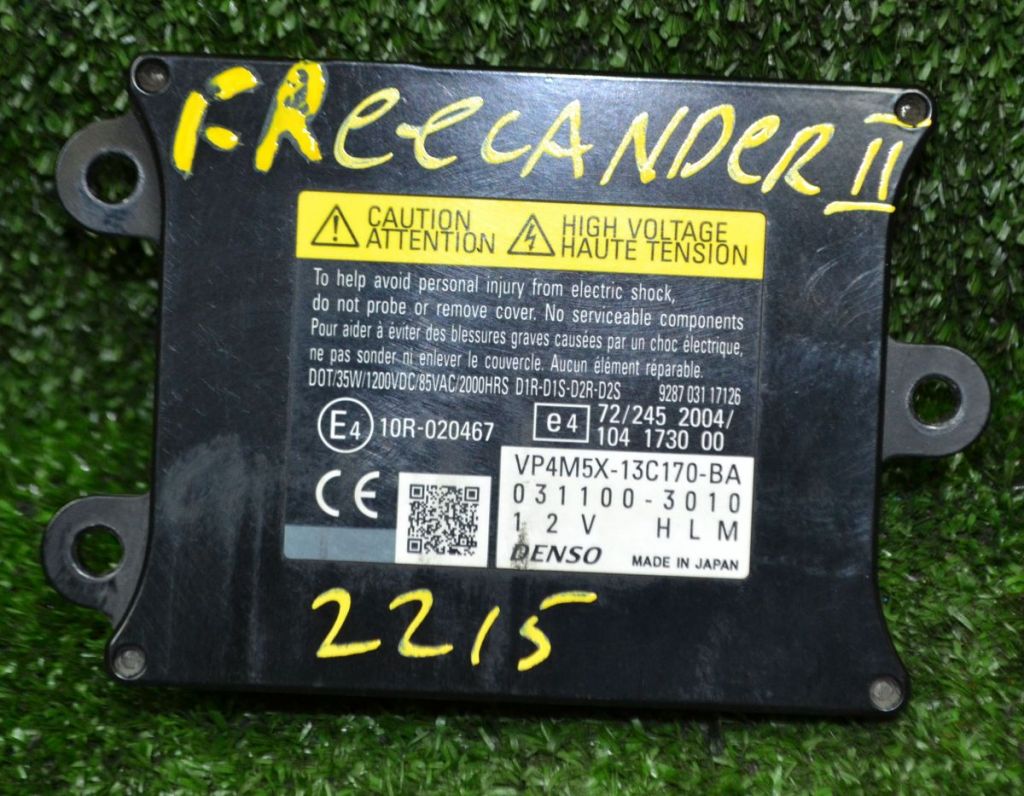 FReeLANDeR II
CAUTION
ATTENTION
HIGH VOLTAGE
HAUTE TENSION
To help avoid personal injury from electric shock,
do not probe or remove cover. No serviceable components
Pour aider à éviter des blessures graves causées par un choc électrique,
ne pas sonder ni enlever le couvercle. Aucun élément réparable.
DOT/35W/1200VDC/85VAC/2000HRS D1R-D1S-D2R-D2S 9287 031 17126
E4 10R-020467
e4 72/245 2004/
104 1730 00
CE
VP4M5X-13C170-BA
031100-3010
12V HLM
DENSO MADE IN JAPAN
2215